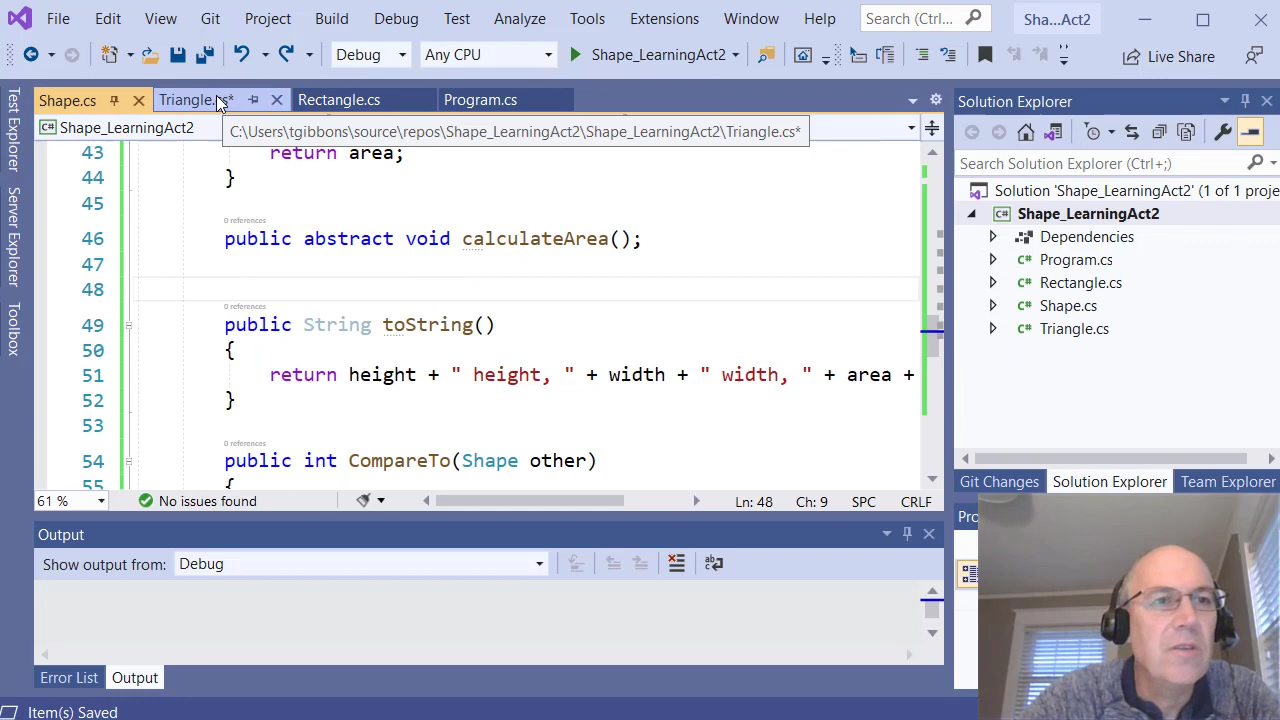 File Edit View Git Project Build Debug Test Analyze Tools Extensions Window Help Search (Ctrl... Sha...Act2
Debug Any CPU Shape_LearningAct2 Live Share
Test Explorer
Server Explorer
Toolbox
Shape.cs Triangle.cs* Rectangle.cs Program.cs
Shape_LearningAct2
C:\Users\tgibbons\source\repos\Shape_LearningAct2\Shape_LearningAct2\Triangle.cs*
43 return area;
44 }
45
0 references
46 public abstract void calculateArea();
47
48
0 references
49 public String toString()
50 {
51 return height + " height, " + width + " width, " + area +
52 }
53
0 references
54 public int CompareTo(Shape other)
55 {
61 % No issues found Ln: 48 Ch: 9 SPC CRLF
Output
Show output from: Debug
Error List Output
Item(s) Saved
Solution Explorer
Search Solution Explorer (Ctrl+;)
Solution 'Shape_LearningAct2' (1 of 1 proj
Shape_LearningAct2
Dependencies
C# Program.cs
C# Rectangle.cs
C# Shape.cs
C# Triangle.cs
Git Changes Solution Explorer Team Explorer
Pro